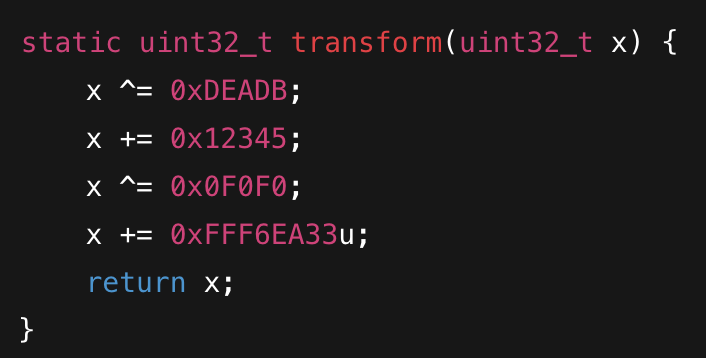 static uint32_t transform(uint32_t x) {
    x ^= 0xDEADB;
    x += 0x12345;
    x ^= 0x0F0F0;
    x += 0xFFF6EA33u;
    return x;
}